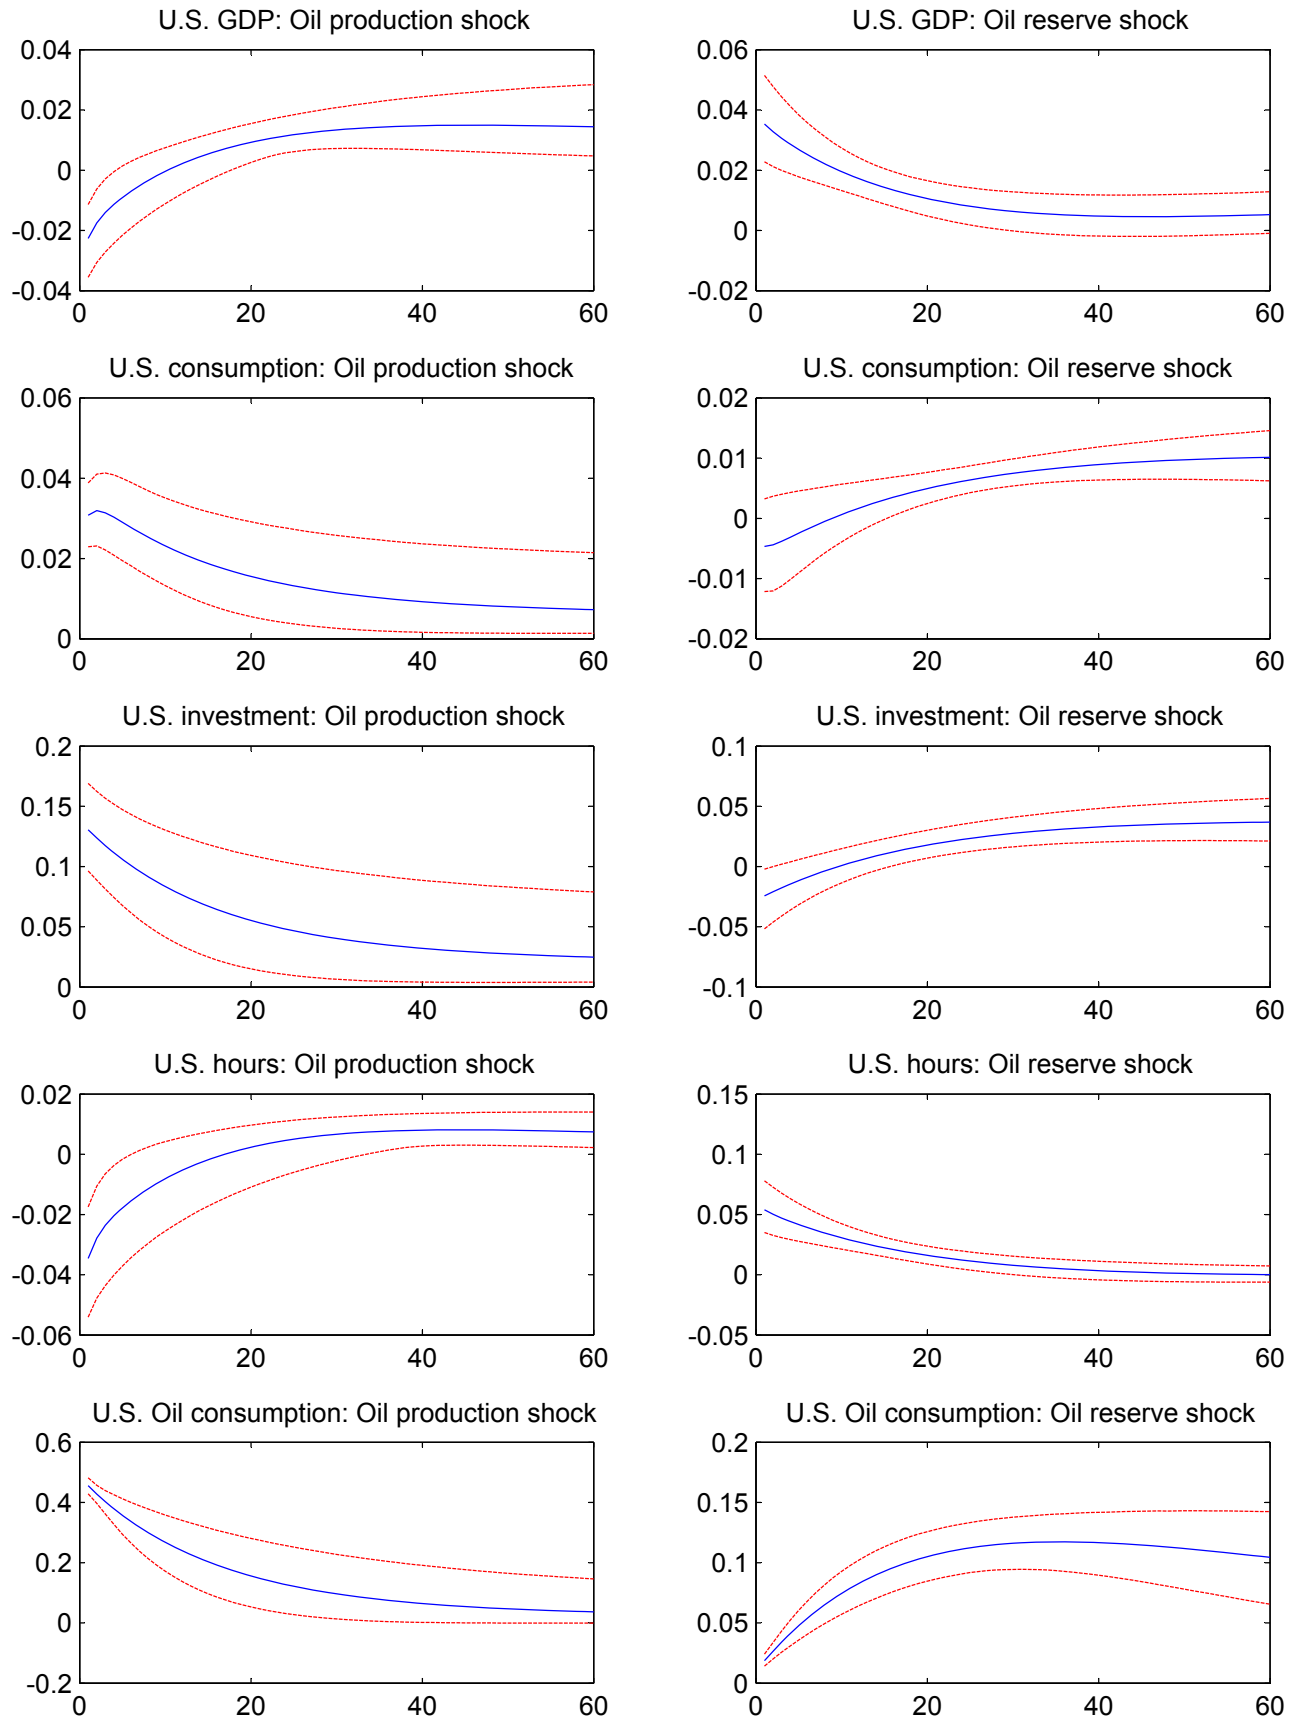 U.S. GDP: Oil production shock
0.04
0.02
0
-0.02
-0.04
0 20 40 60
U.S. GDP: Oil reserve shock
0.06
0.04
0.02
0
-0.02
0 20 40 60
U.S. consumption: Oil production shock
0.06
0.04
0.02
0
0 20 40 60
U.S. consumption: Oil reserve shock
0.02
0.01
0
-0.01
-0.02
0 20 40 60
U.S. investment: Oil production shock
0.2
0.15
0.1
0.05
0
0 20 40 60
U.S. investment: Oil reserve shock
0.1
0.05
0
-0.05
-0.1
0 20 40 60
U.S. hours: Oil production shock
0.02
0
-0.02
-0.04
-0.06
0 20 40 60
U.S. hours: Oil reserve shock
0.15
0.1
0.05
0
-0.05
0 20 40 60
U.S. Oil consumption: Oil production shock
0.6
0.4
0.2
0
-0.2
0 20 40 60
U.S. Oil consumption: Oil reserve shock
0.2
0.15
0.1
0.05
0
0 20 40 60